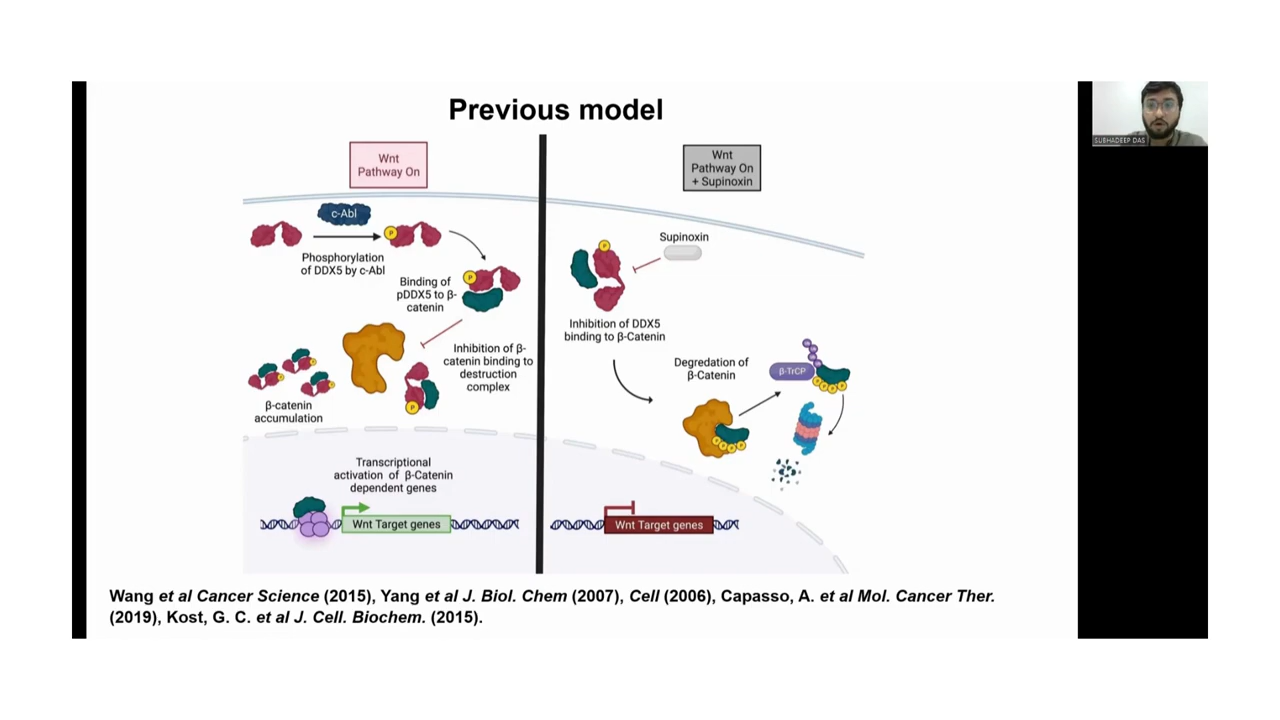 Previous model
Wnt
Pathway On
Wnt
Pathway On
+ Supinoxin
c-Abl
P
Phosphorylation
of DDX5 by c-Abl
Binding of
pDDX5 to β-
catenin
P
Inhibition of β-
catenin binding to
destruction
complex
P
β-catenin
accumulation
Transcriptional
activation of β-Catenin
dependent genes
Wnt Target genes
P
Supinoxin
Inhibition of DDX5
binding to β-Catenin
Degredation of
β-Catenin
β-TrCP
P P P P
P P P P
Wnt Target genes
Wang et al Cancer Science (2015), Yang et al J. Biol. Chem (2007), Cell (2006), Capasso, A. et al Mol. Cancer Ther.
(2019), Kost, G. C. et al J. Cell. Biochem. (2015).
SUBHADEEP DAS